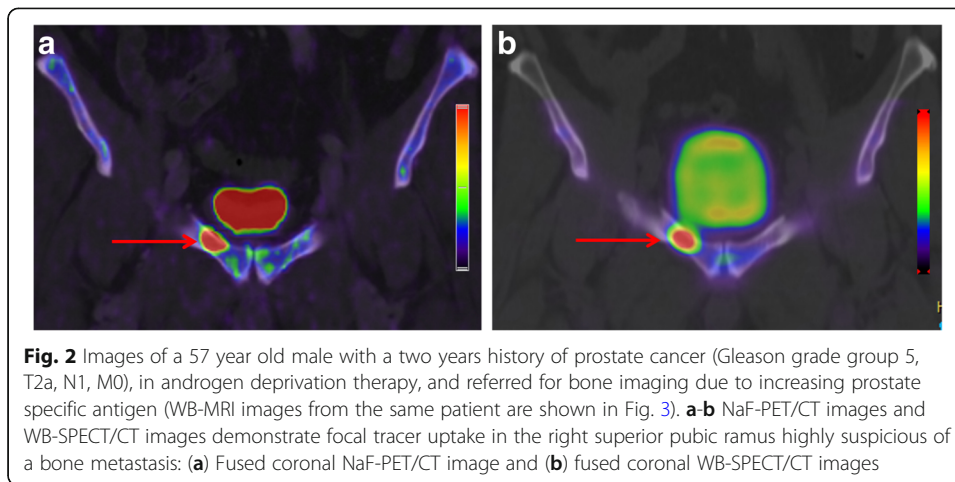 a
b
H
Fig. 2 Images of a 57 year old male with a two years history of prostate cancer (Gleason grade group 5,
T2a, N1, M0), in androgen deprivation therapy, and referred for bone imaging due to increasing prostate
specific antigen (WB-MRI images from the same patient are shown in Fig. 3). a-b NaF-PET/CT images and
WB-SPECT/CT images demonstrate focal tracer uptake in the right superior pubic ramus highly suspicious of
a bone metastasis: (a) Fused coronal NaF-PET/CT image and (b) fused coronal WB-SPECT/CT images